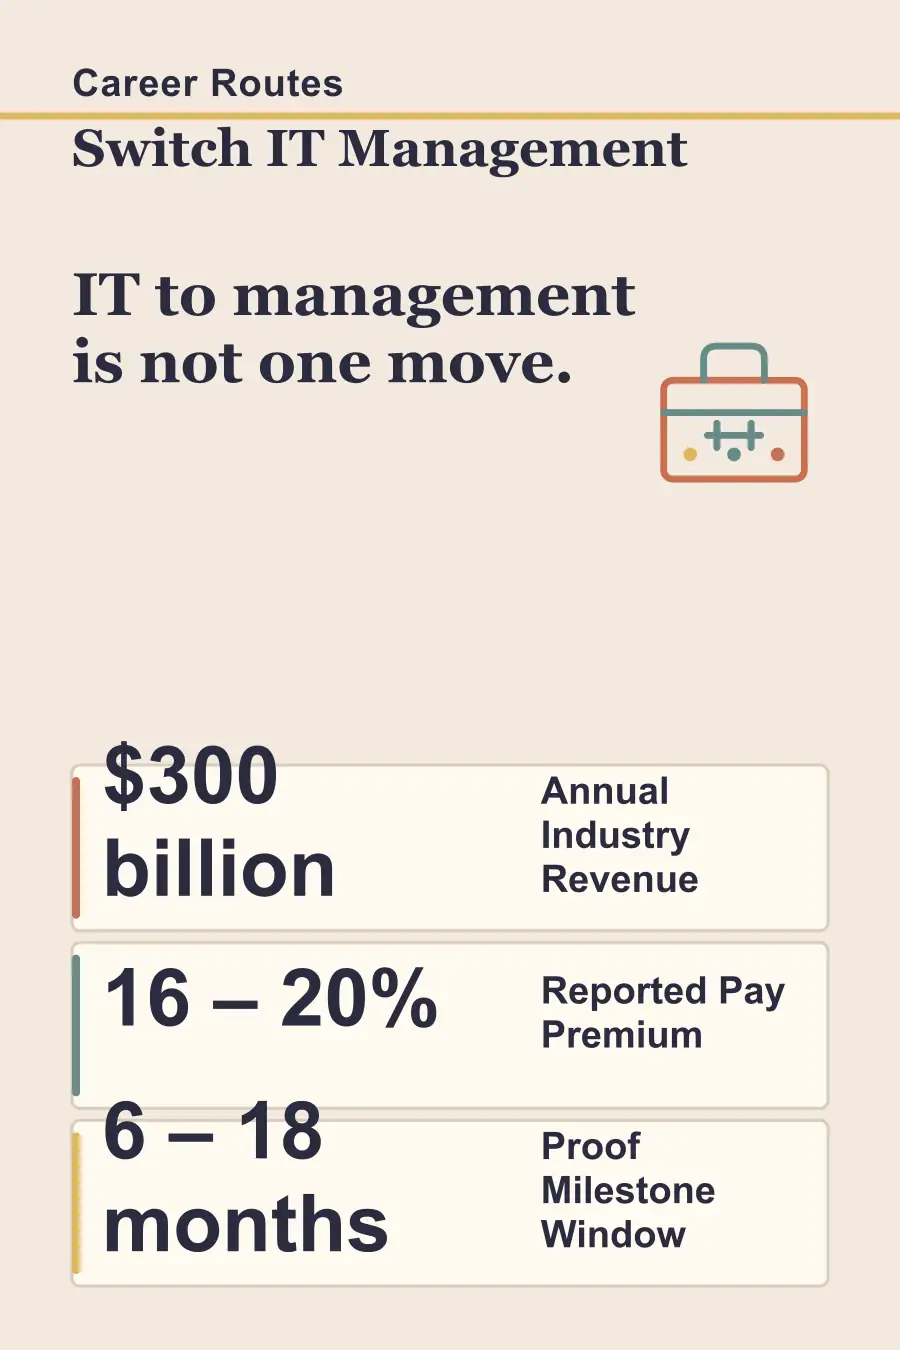 Career Routes
Switch IT Management
IT to management
is not one move.
$300
billion
Annual
Industry
Revenue
16 – 20%
Reported Pay
Premium
6 – 18
months
Proof
Milestone
Window